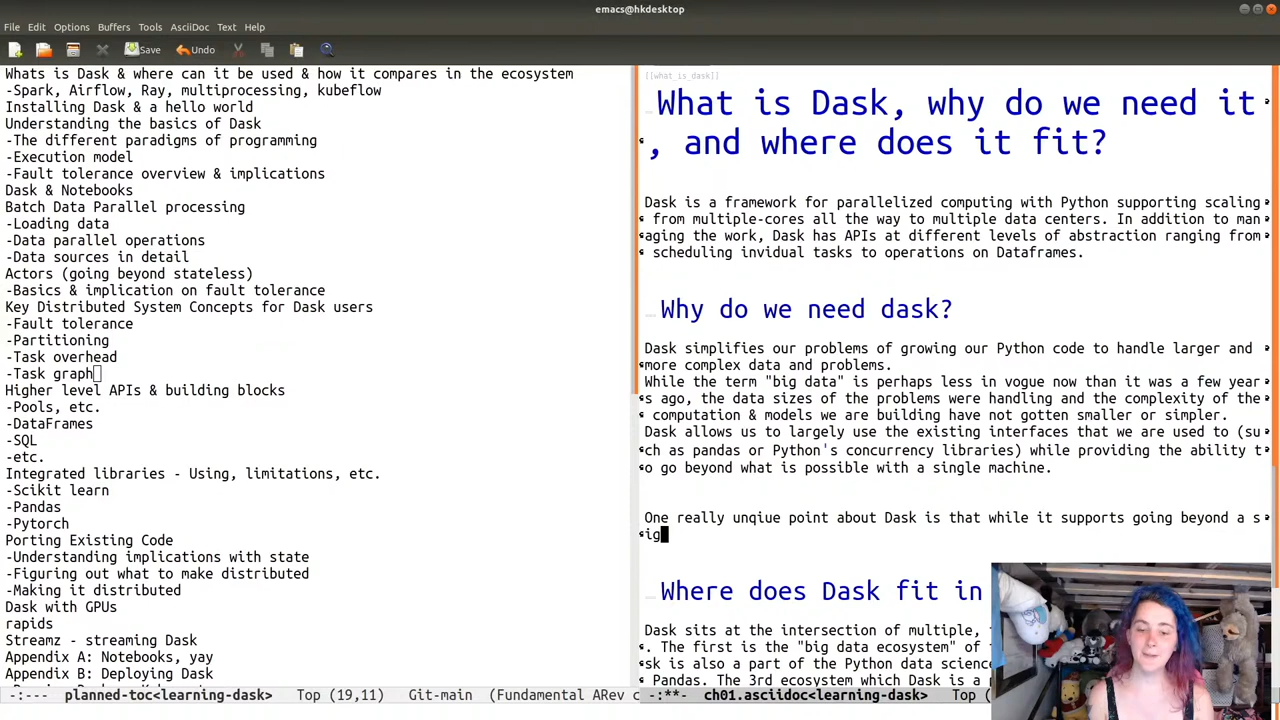 emacs@hkdesktop
File Edit Options Buffers Tools AsciiDoc Text Help
Save Undo
Whats is Dask & where can it be used & how it compares in the ecosystem
-Spark, Airflow, Ray, multiprocessing, kubeflow
Installing Dask & a hello world
Understanding the basics of Dask
-The different paradigms of programming
-Execution model
-Fault tolerance overview & implications
Dask & Notebooks
Batch Data Parallel processing
-Loading data
-Data parallel operations
-Data sources in detail
Actors (going beyond stateless)
-Basics & implication on fault tolerance
Key Distributed System Concepts for Dask users
-Fault tolerance
-Partitioning
-Task overhead
-Task graph
Higher level APIs & building blocks
-Pools, etc.
-DataFrames
-SQL
-etc.
Integrated libraries - Using, limitations, etc.
-Scikit learn
-Pandas
-Pytorch
Porting Existing Code
-Understanding implications with state
-Figuring out what to make distributed
-Making it distributed
Dask with GPUs
rapids
Streamz - streaming Dask
Appendix A: Notebooks, yay
Appendix B: Deploying Dask
-:--- planned-toc<learning-dask> Top (19,11) Git-main (Fundamental ARev c
[[what_is_dask]]
What is Dask, why do we need it
, and where does it fit?
Dask is a framework for parallelized computing with Python supporting scaling
from multiple-cores all the way to multiple data centers. In addition to man
aging the work, Dask has APIs at different levels of abstraction ranging from
scheduling invidual tasks to operations on Dataframes.
Why do we need dask?
Dask simplifies our problems of growing our Python code to handle larger and
more complex data and problems.
While the term "big data" is perhaps less in vogue now than it was a few year
s ago, the data sizes of the problems were handling and the complexity of the
computation & models we are building have not gotten smaller or simpler.
Dask allows us to largely use the existing interfaces that we are used to (su
ch as pandas or Python's concurrency libraries) while providing the ability t
o go beyond what is possible with a single machine.
One really unqiue point about Dask is that while it supports going beyond a s
ig
Where does Dask fit in
Dask sits at the intersection of multiple,
. The first is the "big data ecosystem" of
sk is also a part of the Python data science
Pandas. The third ecosystem which Dask is a
-:**- ch01.asciidoc<learning-dask> Top (